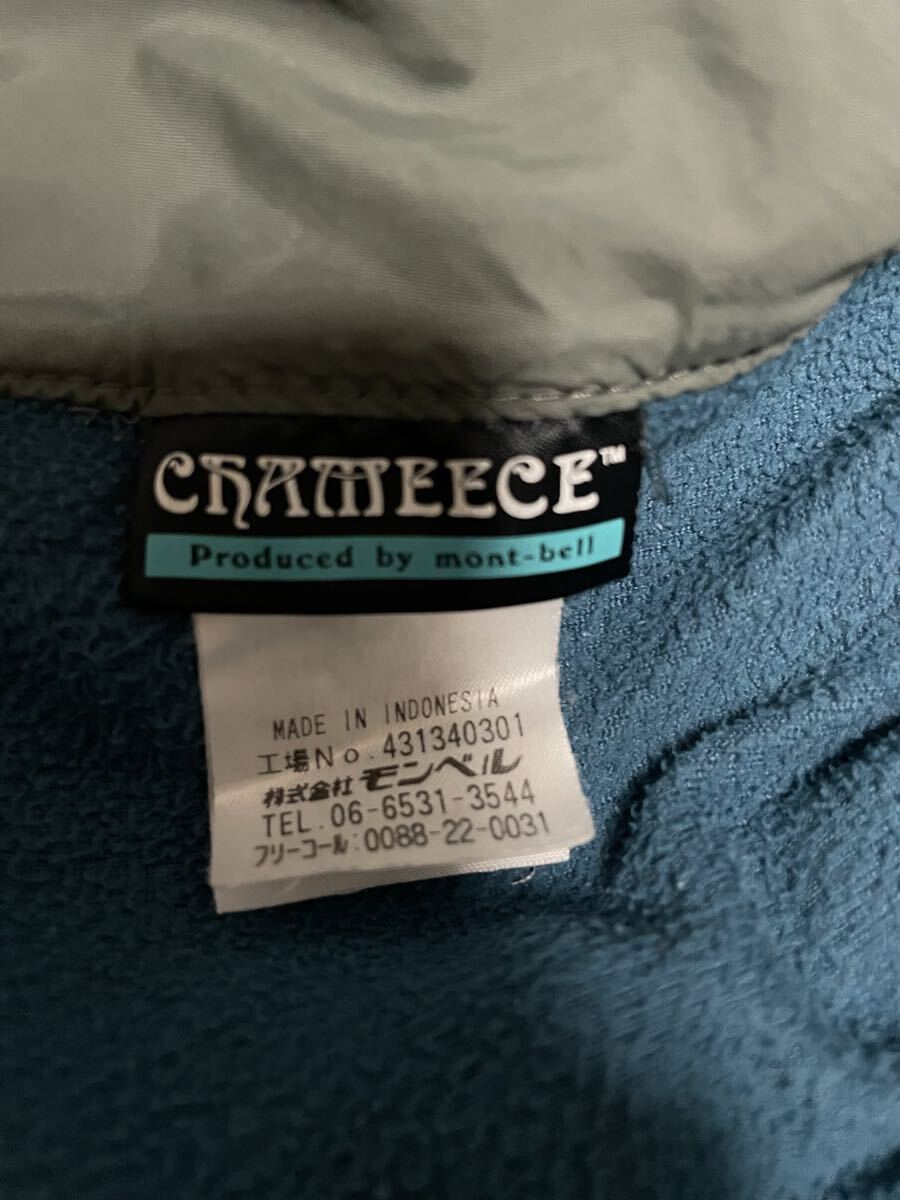 CHAMEECE™
Produced by mont-bell
MADE IN INDONESIA
工場No.431340301
株式会社 モンベル
TEL.06-6531-3544
フリーコール:0088-22-0031